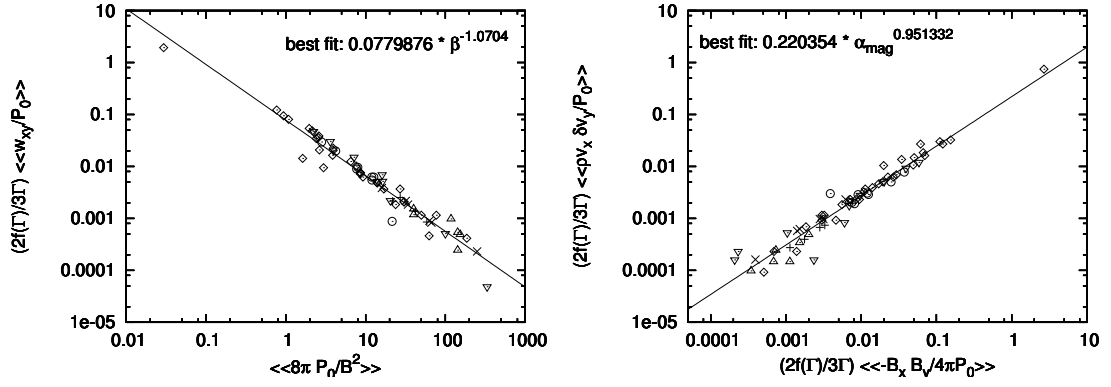 10
1
0.1
0.01
0.001
0.0001
1e-05
0.01 0.1 1 10 100 1000
(2f(Γ)/3Γ) <<w_xy/P_0>>
<<8π P_0/B^2>>
best fit: 0.0779876 * β^-1.0704
10
1
0.1
0.01
0.001
0.0001
1e-05
0.0001 0.001 0.01 0.1 1 10
(2f(Γ)/3Γ) <<ρv_x δv_y/P_0>>
(2f(Γ)/3Γ) <<-B_x B_y/4πP_0>>
best fit: 0.220354 * α_mag^0.951332